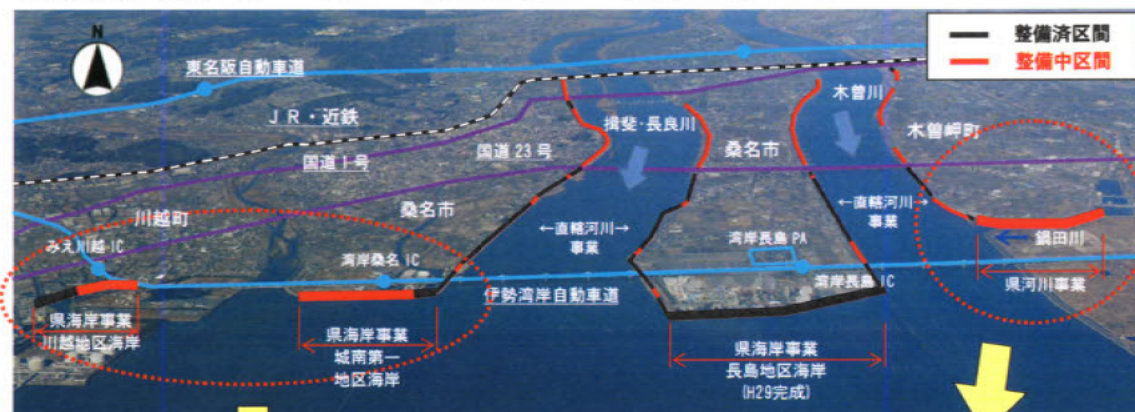 整備済区間
整備中区間
N
東名阪自動車道
JR・近鉄
国道1号
国道23号
揖斐・長良川
木曽川
木曽岬町
桑名市
川越町
桑名市
みえ川越IC
湾岸桑名IC
←直轄河川→
事業
←直轄河川→
事業
湾岸長島PA
鍋田川
湾岸長島IC
伊勢湾岸自動車道
県河川事業
県海岸事業
川越地区海岸
県海岸事業
城南第一
地区海岸
県海岸事業
長島地区海岸
(H29完成)